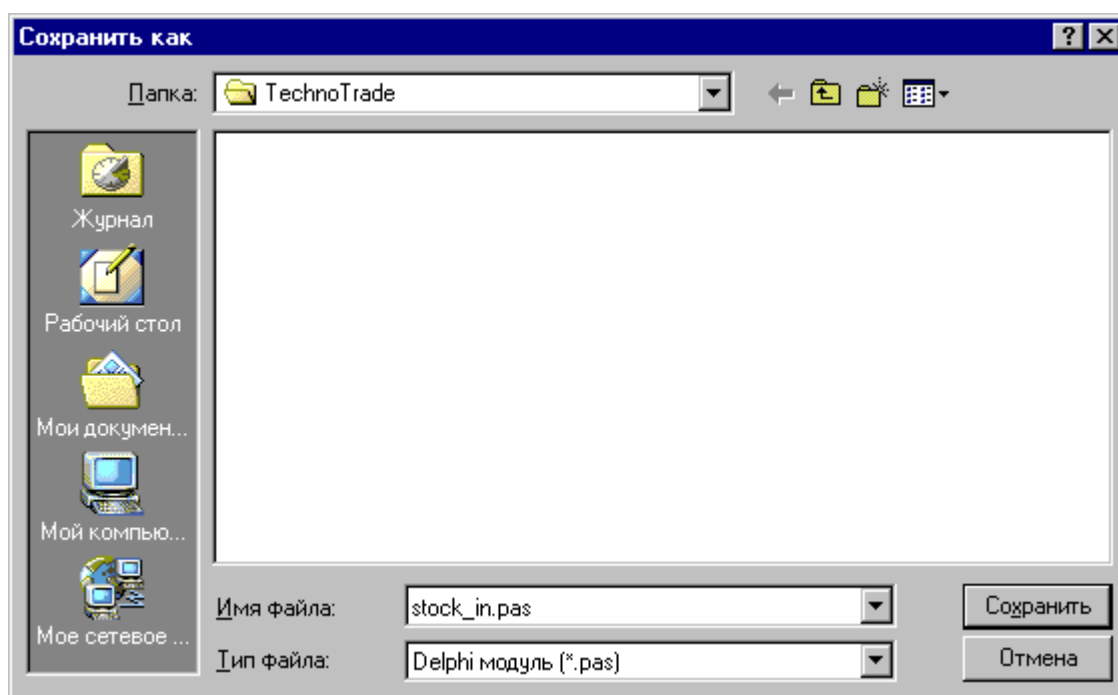 Сохранить как
Папка: TechnoTrade
Журнал
Рабочий стол
Мои докумен...
Мой компью...
Мое сетевое ...
Имя файла: stock_in.pas Сохранить
Тип файла: Delphi модуль (*.pas) Отмена